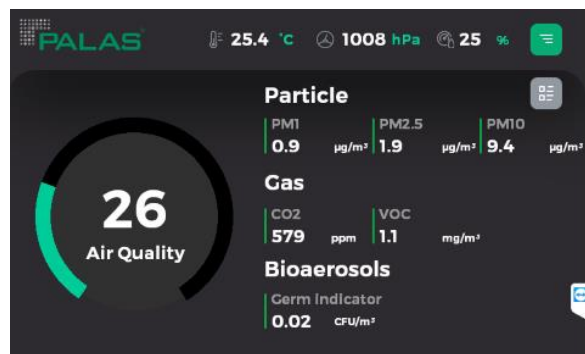 PALAS 25.4 °C 1008 hPa 25 %
Particle
PM1 PM2.5 PM10
0.9 µg/m³ 1.9 µg/m³ 9.4 µg/m³
Gas
CO2 VOC
579 ppm 1.1 mg/m³
26
Air Quality
Bioaerosols
Germ indicator
0.02 CFU/m³